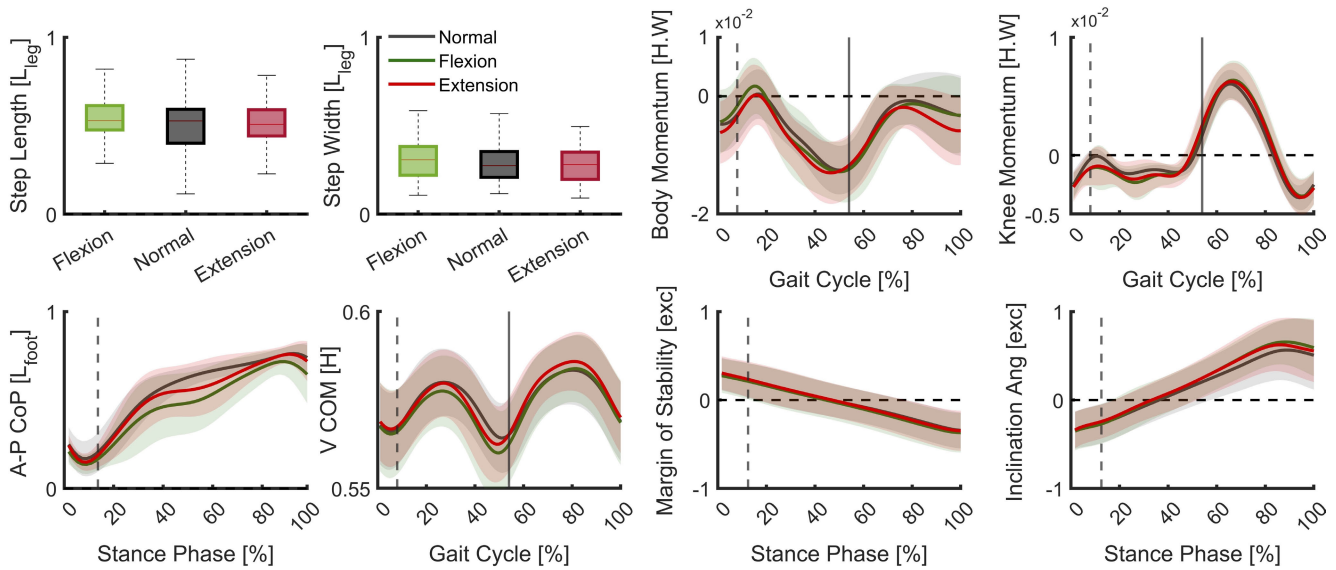 Step Length [L_leg]
1
0
Flexion
Normal
Extension
Step Width [L_leg]
1
0
Normal
Flexion
Extension
Flexion
Normal
Extension
Body Momentum [H.W]
×10⁻²
1
0
-2
0
20
40
60
80
100
Gait Cycle [%]
Knee Momentum [H.W]
×10⁻²
1
0
-0.5
0
20
40
60
80
100
Gait Cycle [%]
A-P CoP [L_foot]
1
0
0
20
40
60
80
100
Stance Phase [%]
V COM [H]
0.6
0.55
0
20
40
60
80
100
Gait Cycle [%]
Margin of Stability [exc]
1
0
-1
0
20
40
60
80
100
Stance Phase [%]
Inclination Ang [exc]
1
0
-1
0
20
40
60
80
100
Stance Phase [%]